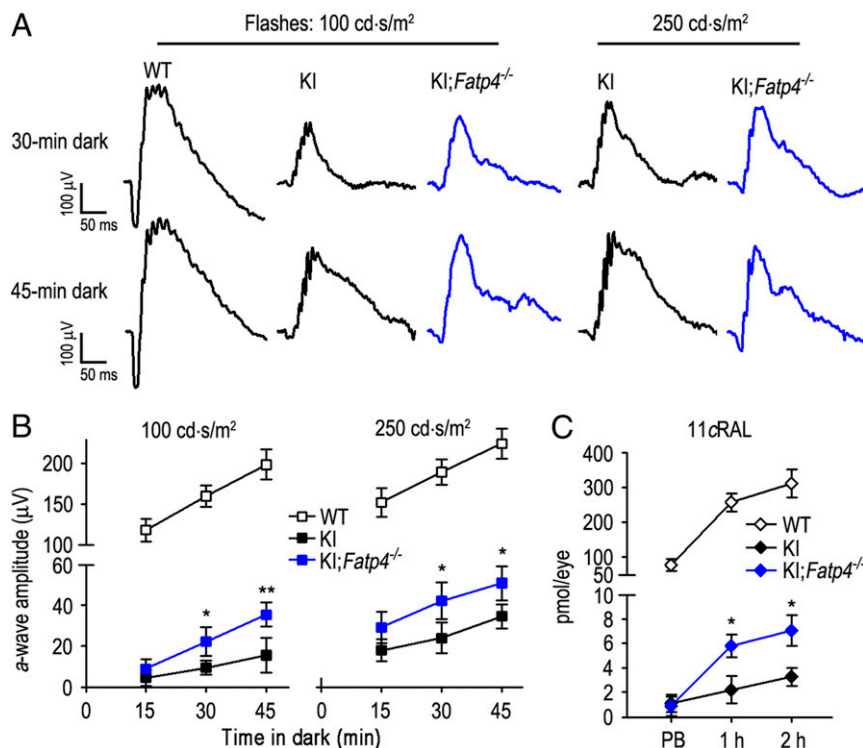 A
Flashes: 100 cd·s/m²
250 cd·s/m²
WT
KI
KI;Fatp4⁻/⁻
KI
KI;Fatp4⁻/⁻
30-min dark
100 µV
50 ms
45-min dark
100 µV
50 ms
B
100 cd·s/m²
250 cd·s/m²
a-wave amplitude (µV)
200
100
60
40
20
0
WT
KI
KI;Fatp4⁻/⁻
*
**
*
*
0
15
30
45
0
15
30
45
Time in dark (min)
C
11cRAL
pmol/eye
400
300
200
100
50
8
6
4
2
0
WT
KI
KI;Fatp4⁻/⁻
*
*
PB
1 h
2 h